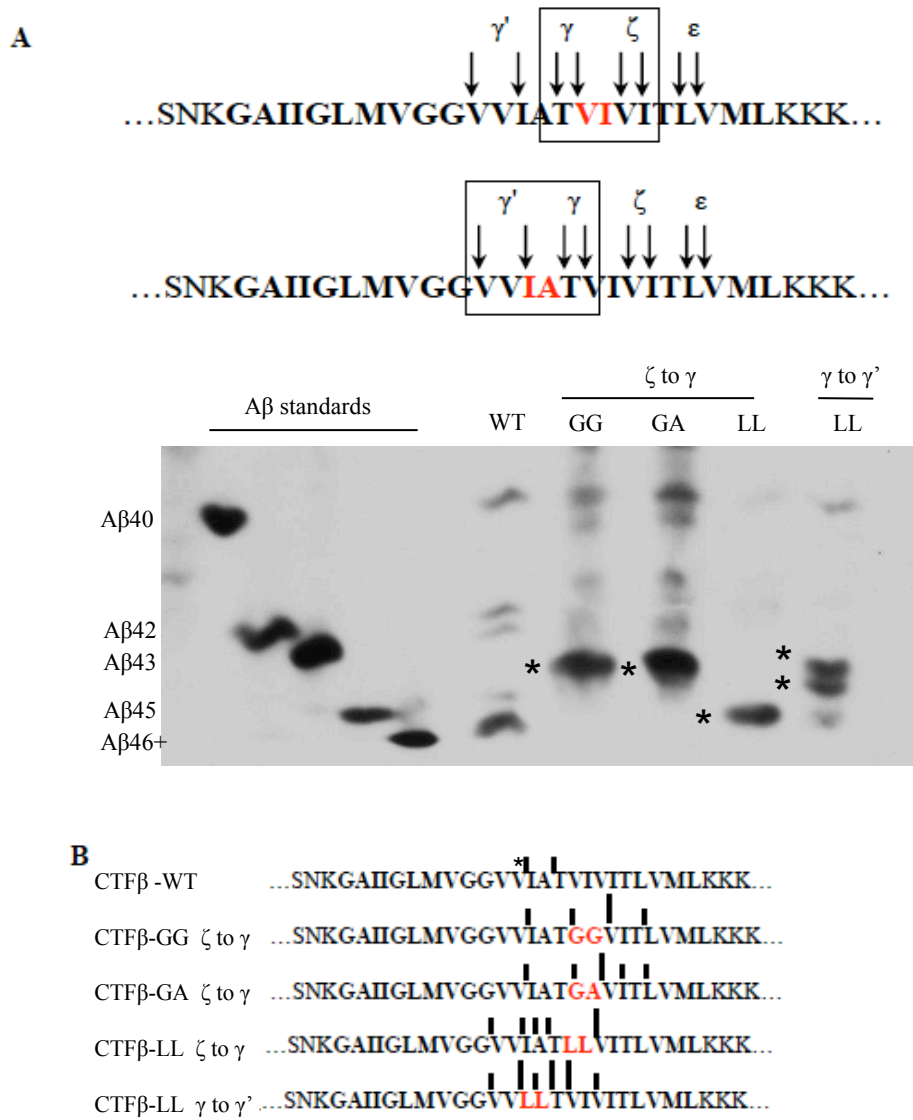 A
γ' γ ζ ε
…SNKGAIIGLMVGGVVIATVIVITLVMLKKK…
γ' γ ζ ε
…SNKGAIIGLMVGGVVIATVIVITLVMLKKK…
ζ to γ γ to γ’
Aβ standards WT GG GA LL LL
Aβ40
Aβ42
Aβ43 * * *
*
Aβ45 *
Aβ46+
B
*
CTFβ -WT …SNKGAIIGLMVGGVVIATVIVITLVMLKKK…
CTFβ-GG ζ to γ …SNKGAIIGLMVGGVVIATGGVITLVMLKKK…
CTFβ-GA ζ to γ …SNKGAIIGLMVGGVVIATGAVITLVMLKKK…
CTFβ-LL ζ to γ …SNKGAIIGLMVGGVVIATLLVITLVMLKKK…
CTFβ-LL γ to γ’ …SNKGAIIGLMVGGVVLLTVIVITLVMLKKK…